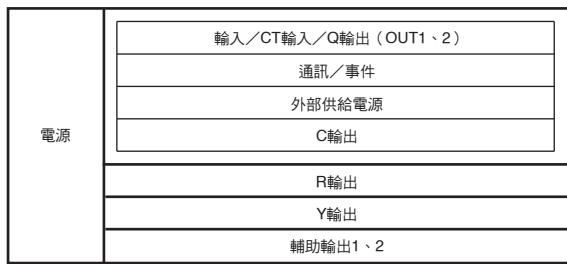 電源
輸入／CT輸入／Q輸出（OUT1、2）
通訊／事件
外部供給電源
C輸出
R輸出
Y輸出
輔助輸出1、2